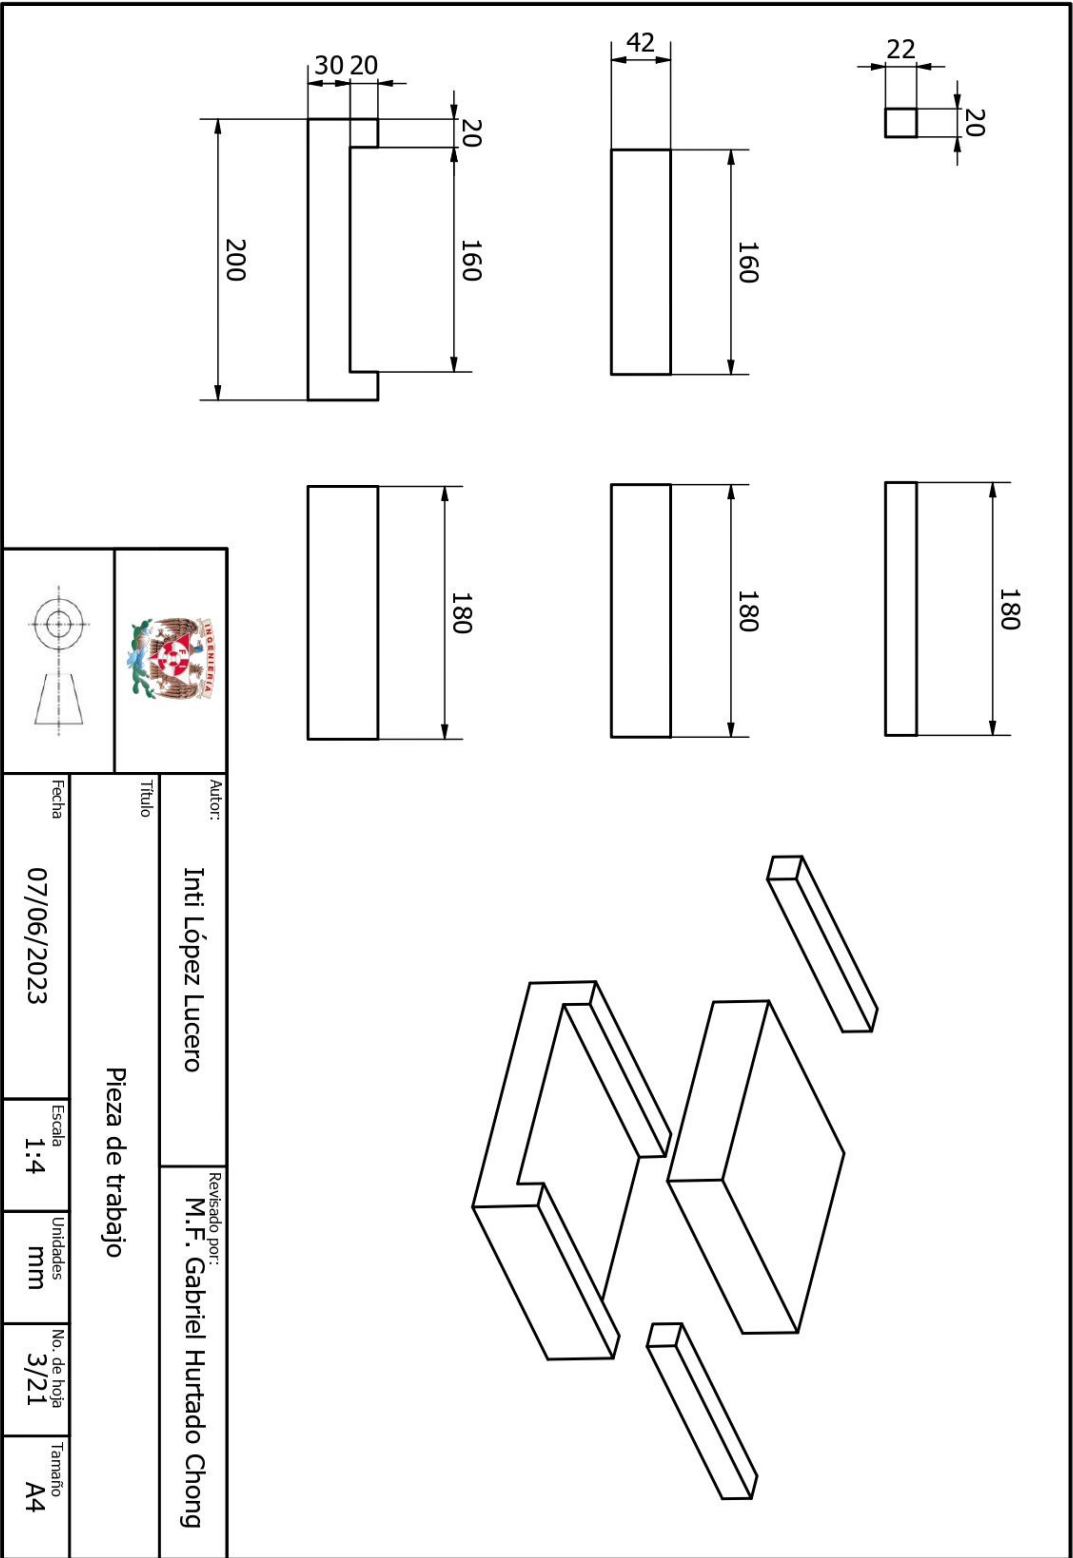 22
20
180
42
160
180
30
20
20
160
200
180
INGENIERIA
Autor:
Inti López Lucero
Revisado por:
M.F. Gabriel Hurtado Chong
Título
Pieza de trabajo
Fecha
07/06/2023
Escala
1:4
Unidades
mm
No. de hoja
3/21
Tamaño
A4